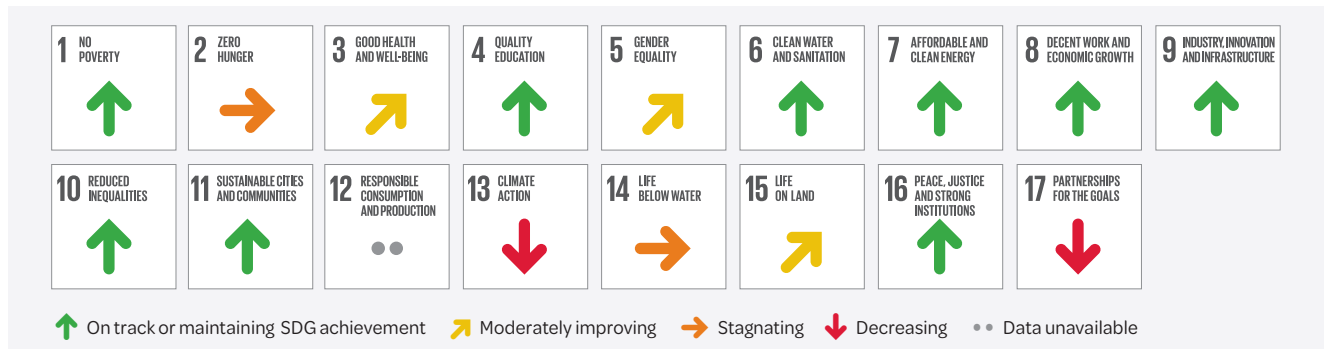 1 NO
POVERTY
2 ZERO
HUNGER
3 GOOD HEALTH
AND WELL-BEING
4 QUALITY
EDUCATION
5 GENDER
EQUALITY
6 CLEAN WATER
AND SANITATION
7 AFFORDABLE AND
CLEAN ENERGY
8 DECENT WORK AND
ECONOMIC GROWTH
9 INDUSTRY, INNOVATION
AND INFRASTRUCTURE
10 REDUCED
INEQUALITIES
11 SUSTAINABLE CITIES
AND COMMUNITIES
12 RESPONSIBLE
CONSUMPTION
AND PRODUCTION
13 CLIMATE
ACTION
14 LIFE
BELOW WATER
15 LIFE
ON LAND
16 PEACE, JUSTICE
AND STRONG
INSTITUTIONS
17 PARTNERSHIPS
FOR THE GOALS
On track or maintaining SDG achievement Moderately improving Stagnating Decreasing Data unavailable